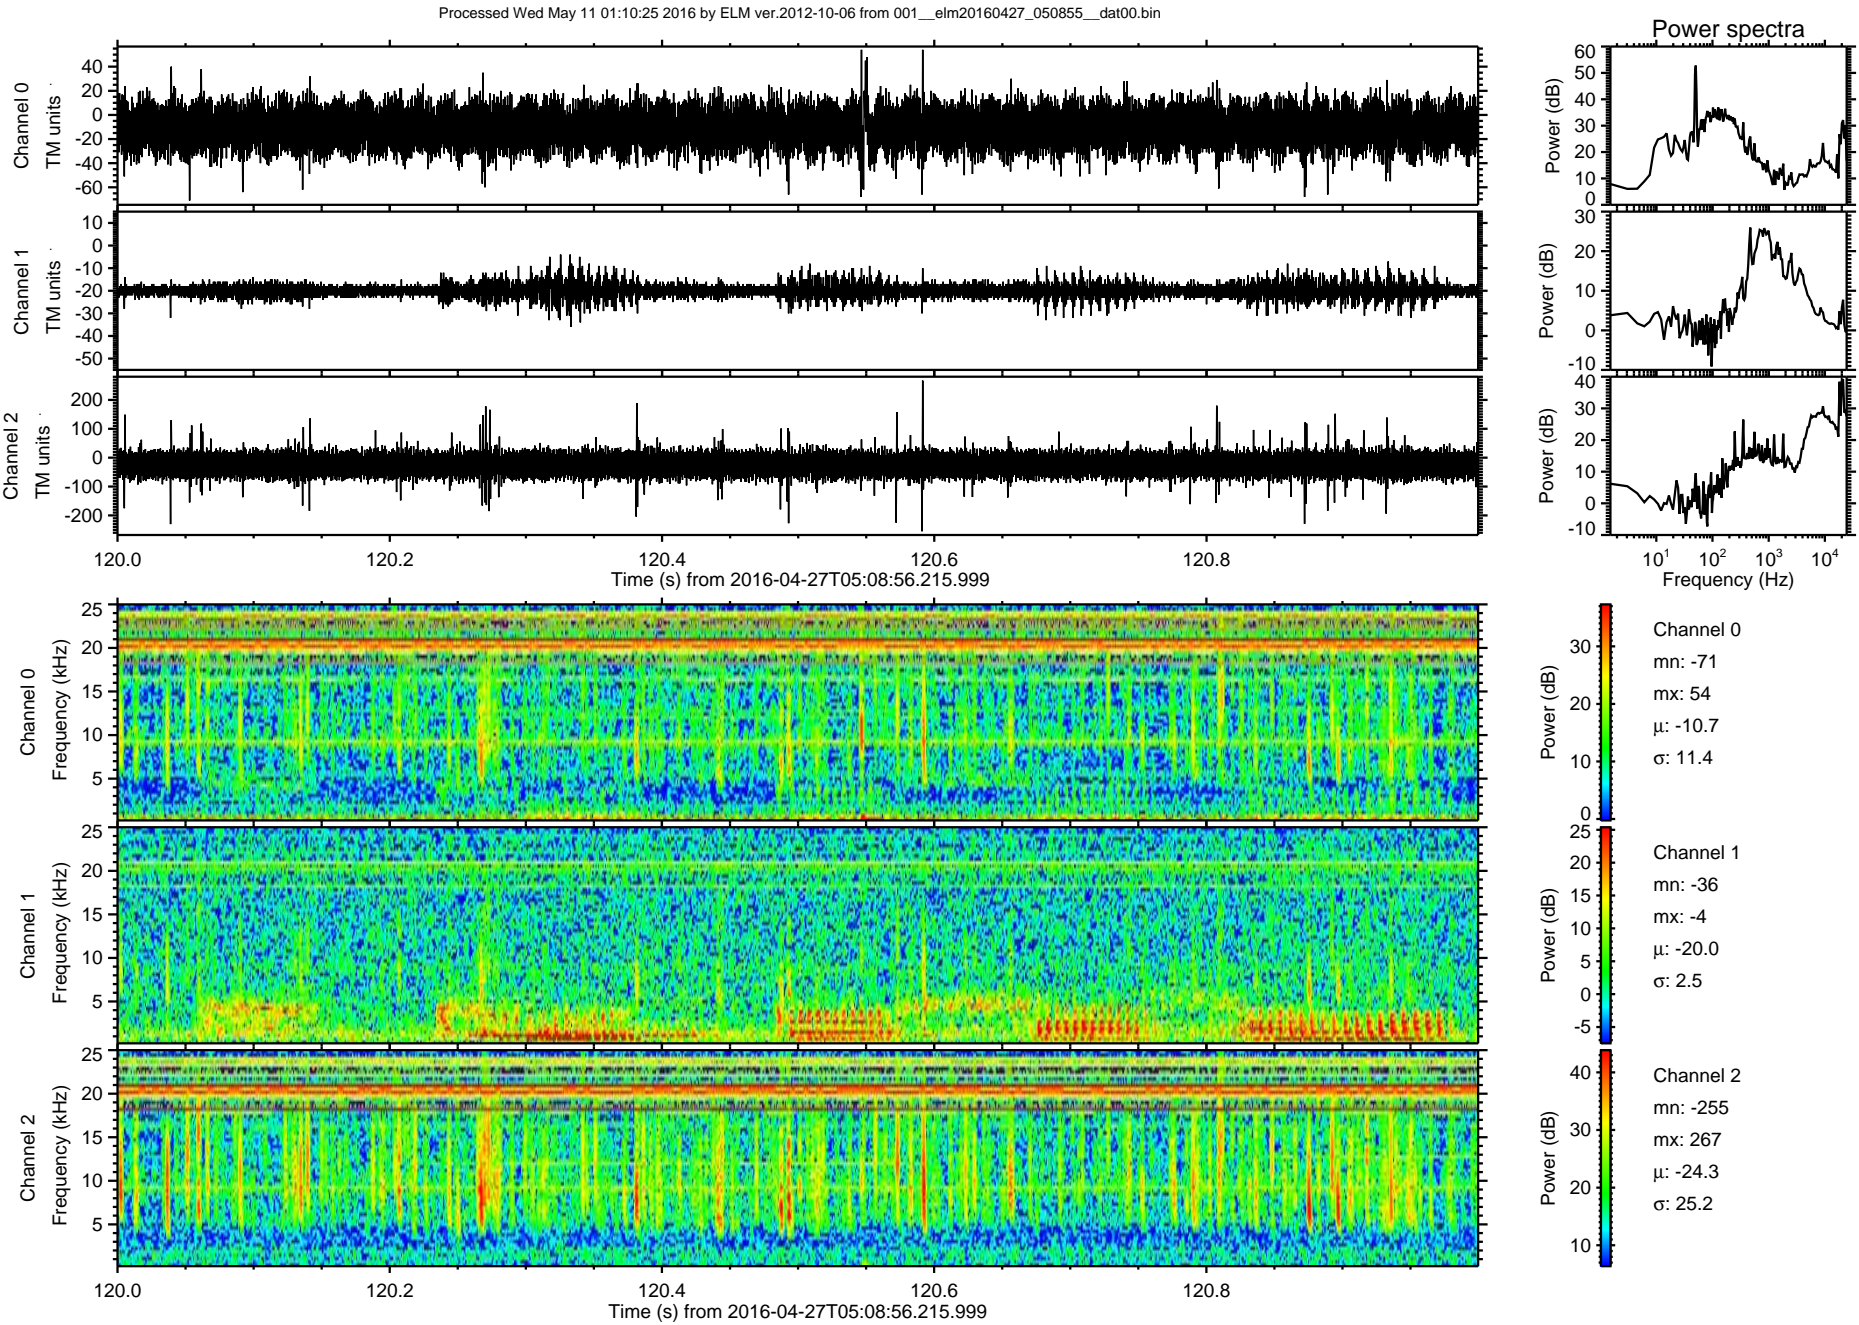 Processed Wed May 11 01:10:25 2016 by ELM ver.2012-10-06 from 001__elm20160427_050855__dat00.bin
Power spectra
Channel 0
TM units
40
20
0
-20
-40
-60
Power (dB)
60
50
40
30
20
10
0
Channel 1
TM units
10
0
-10
-20
-30
-40
-50
Power (dB)
30
20
10
0
-10
Channel 2
TM units
200
100
0
-100
-200
Power (dB)
40
30
20
10
0
-10
120.0 120.2 120.4 120.6 120.8
Time (s) from 2016-04-27T05:08:56.215.999
10¹ 10² 10³ 10⁴
Frequency (Hz)
Channel 0
Frequency (kHz)
25
20
15
10
5
Power (dB)
30
20
10
0
Channel 0
mn: -71
mx: 54
μ: -10.7
σ: 11.4
Channel 1
Frequency (kHz)
25
20
15
10
5
Power (dB)
25
20
15
10
5
0
-5
Channel 1
mn: -36
mx: -4
μ: -20.0
σ: 2.5
Channel 2
Frequency (kHz)
25
20
15
10
5
Power (dB)
40
30
20
10
Channel 2
mn: -255
mx: 267
μ: -24.3
σ: 25.2
120.0 120.2 120.4 120.6 120.8
Time (s) from 2016-04-27T05:08:56.215.999